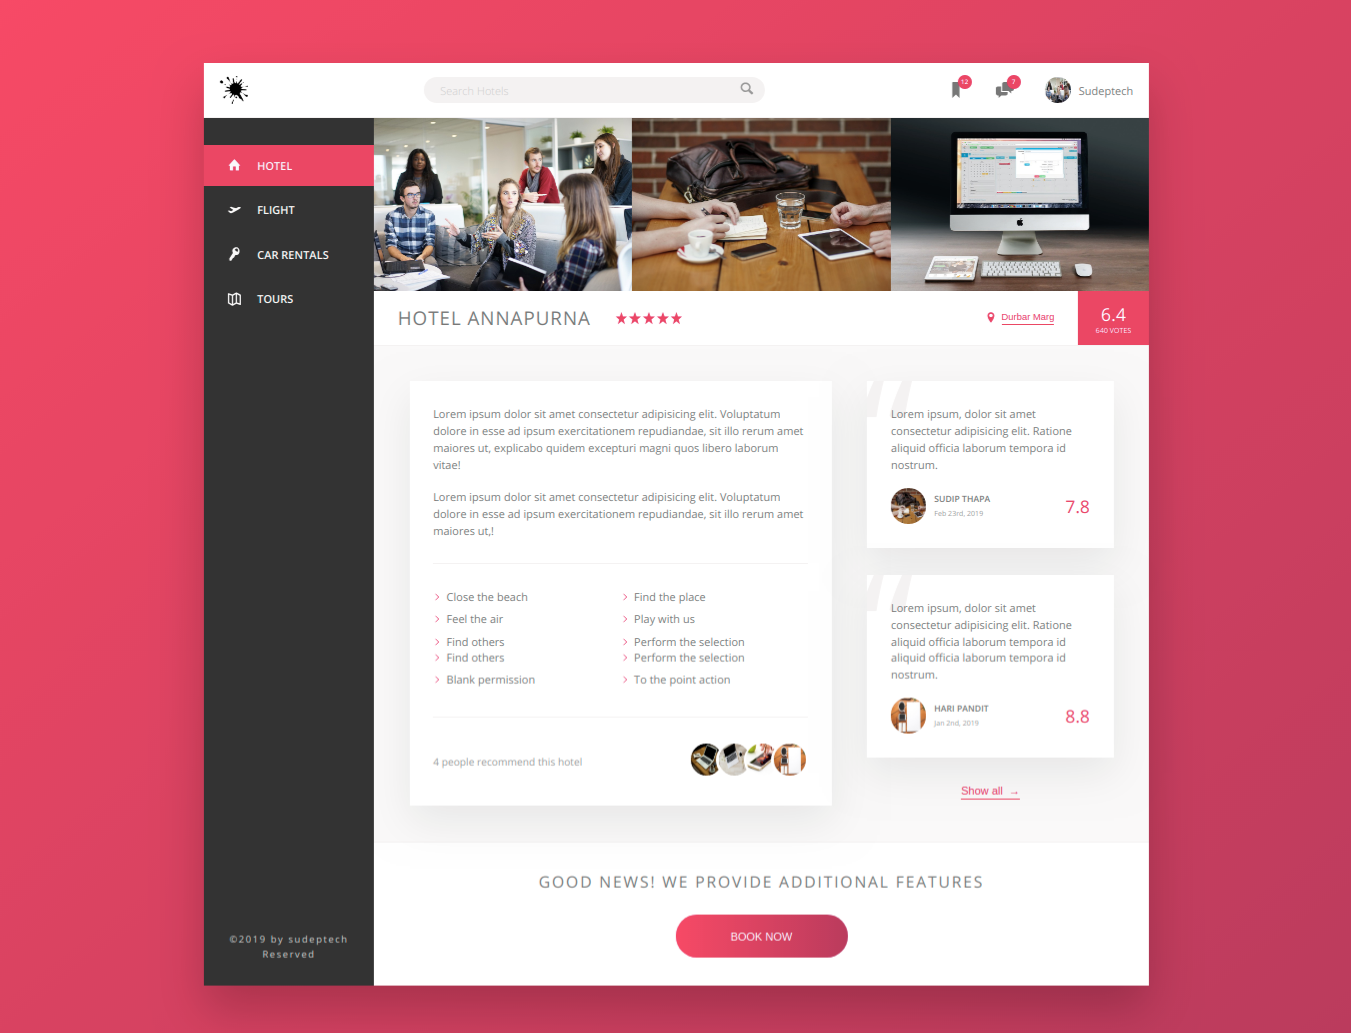 Search Hotels
12
7
Sudeptech
HOTEL
FLIGHT
CAR RENTALS
TOURS
HOTEL ANNAPURNA
Durbar Marg
6.4
640 VOTES
Lorem ipsum dolor sit amet consectetur adipisicing elit. Voluptatum
dolore in esse ad ipsum exercitationem repudiandae, sit illo rerum amet
maiores ut, explicabo quidem excepturi magni quos libero laborum
vitae!
Lorem ipsum dolor sit amet consectetur adipisicing elit. Voluptatum
dolore in esse ad ipsum exercitationem repudiandae, sit illo rerum amet
maiores ut,!
Close the beach
Find the place
Feel the air
Play with us
Find others
Perform the selection
Find others
Perform the selection
Blank permission
To the point action
4 people recommend this hotel
Lorem ipsum, dolor sit amet
consectetur adipisicing elit. Ratione
aliquid officia laborum tempora id
nostrum.
SUDIP THAPA
Feb 23rd, 2019
7.8
Lorem ipsum, dolor sit amet
consectetur adipisicing elit. Ratione
aliquid officia laborum tempora id
aliquid officia laborum tempora id
nostrum.
HARI PANDIT
Jan 2nd, 2019
8.8
Show all →
GOOD NEWS! WE PROVIDE ADDITIONAL FEATURES
BOOK NOW
©2019 by sudeptech
Reserved